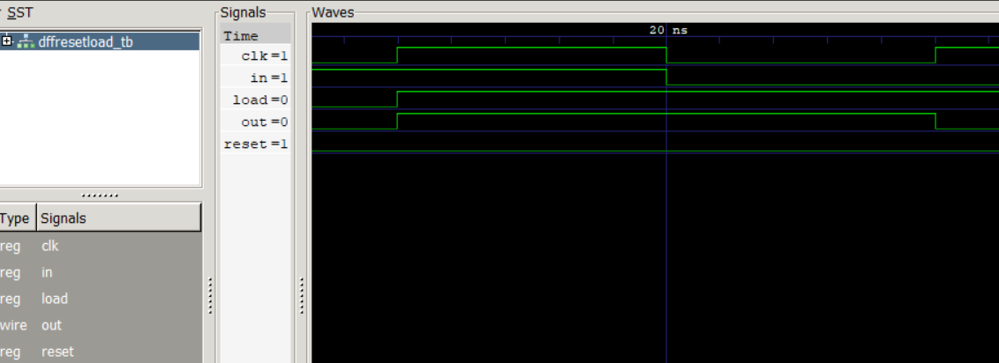 SST
dffresetload_tb
Type Signals
reg clk
reg in
reg load
wire out
reg reset
Signals
Time
clk=1
in=1
load=0
out=0
reset=1
Waves
20 ns